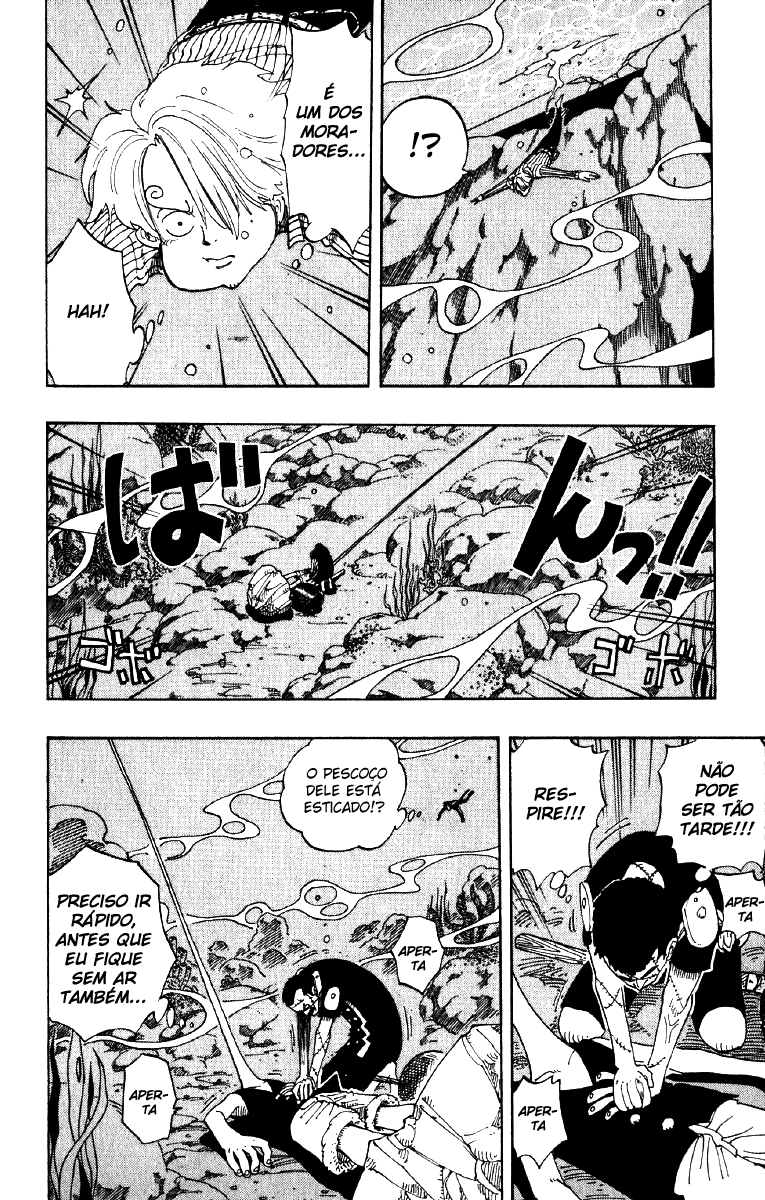 !?
É
UM DOS
MORA-
DORES...
HAH!
ばんっ!!
ゴボ
ゴボ
NÃO
PODE
SER TÃO
TARDE!!!
RES-
PIRE!!!
APER-
TA
APER-
TA
O PESCOÇO
DELE ESTÁ
ESTICADO!?
PRECISO IR
RÁPIDO,
ANTES QUE
EU FIQUE
SEM AR
TAMBÉM...
APER-
TA
APER-
TA